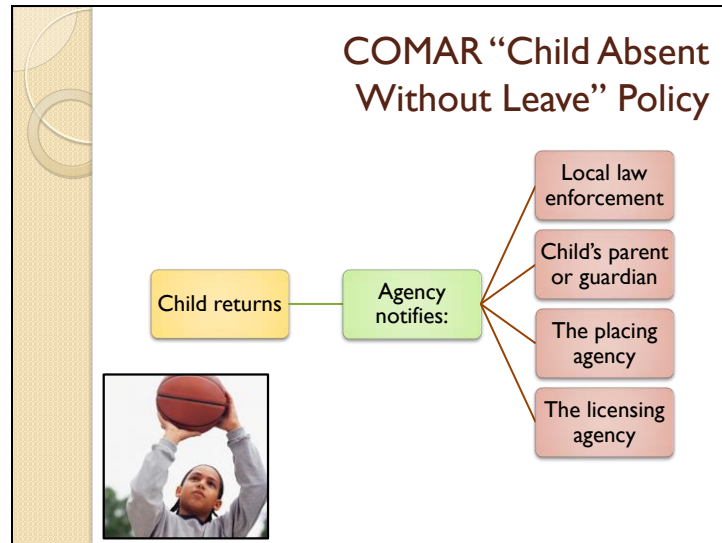 COMAR “Child Absent
Without Leave” Policy
Child returns
Agency
notifies:
Local law
enforcement
Child’s parent
or guardian
The placing
agency
The licensing
agency